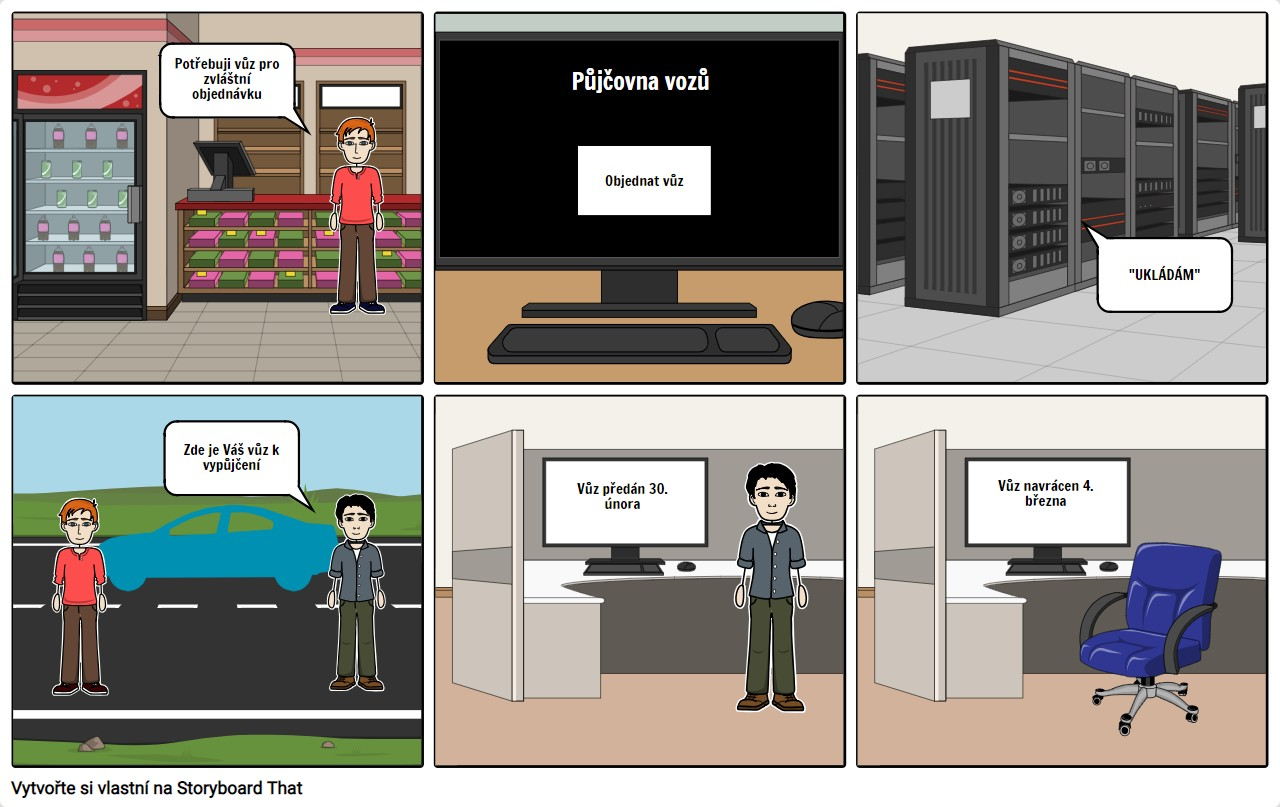 Potřebuji vůz pro
zvláštní
objednávku
Půjčovna vozů
Objednat vůz
"UKLÁDÁM"
Zde je Váš vůz k
vypůjčení
Vůz předán 30.
února
Vůz navrácen 4.
března
Vytvořte si vlastní na Storyboard That